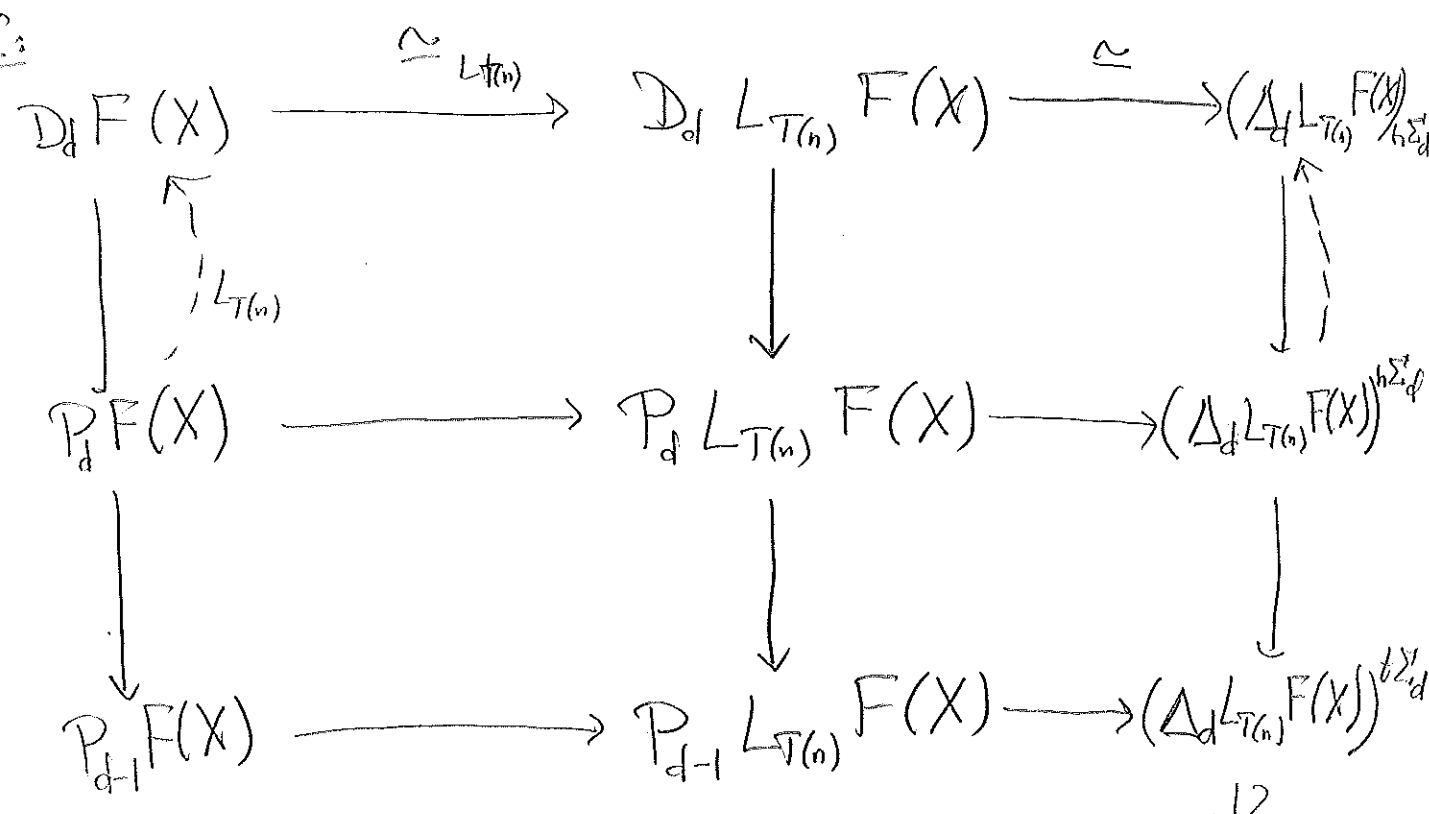 ≃ L_{T(n)} ≃
D_d F(X) ⟶ D_d L_{T(n)} F(X) ⟶ (Δ_d L_{T(n)} F(X)_{hΣ_d}
L_{T(n)}
P_d F(X) ⟶ P_d L_{T(n)} F(X) ⟶ (Δ_d L_{T(n)} F(X))^{hΣ_d}
P_{d-1} F(X) ⟶ P_{d-1} L_{T(n)} F(X) ⟶ (Δ_d L_{T(n)} F(X))^{tΣ_d}